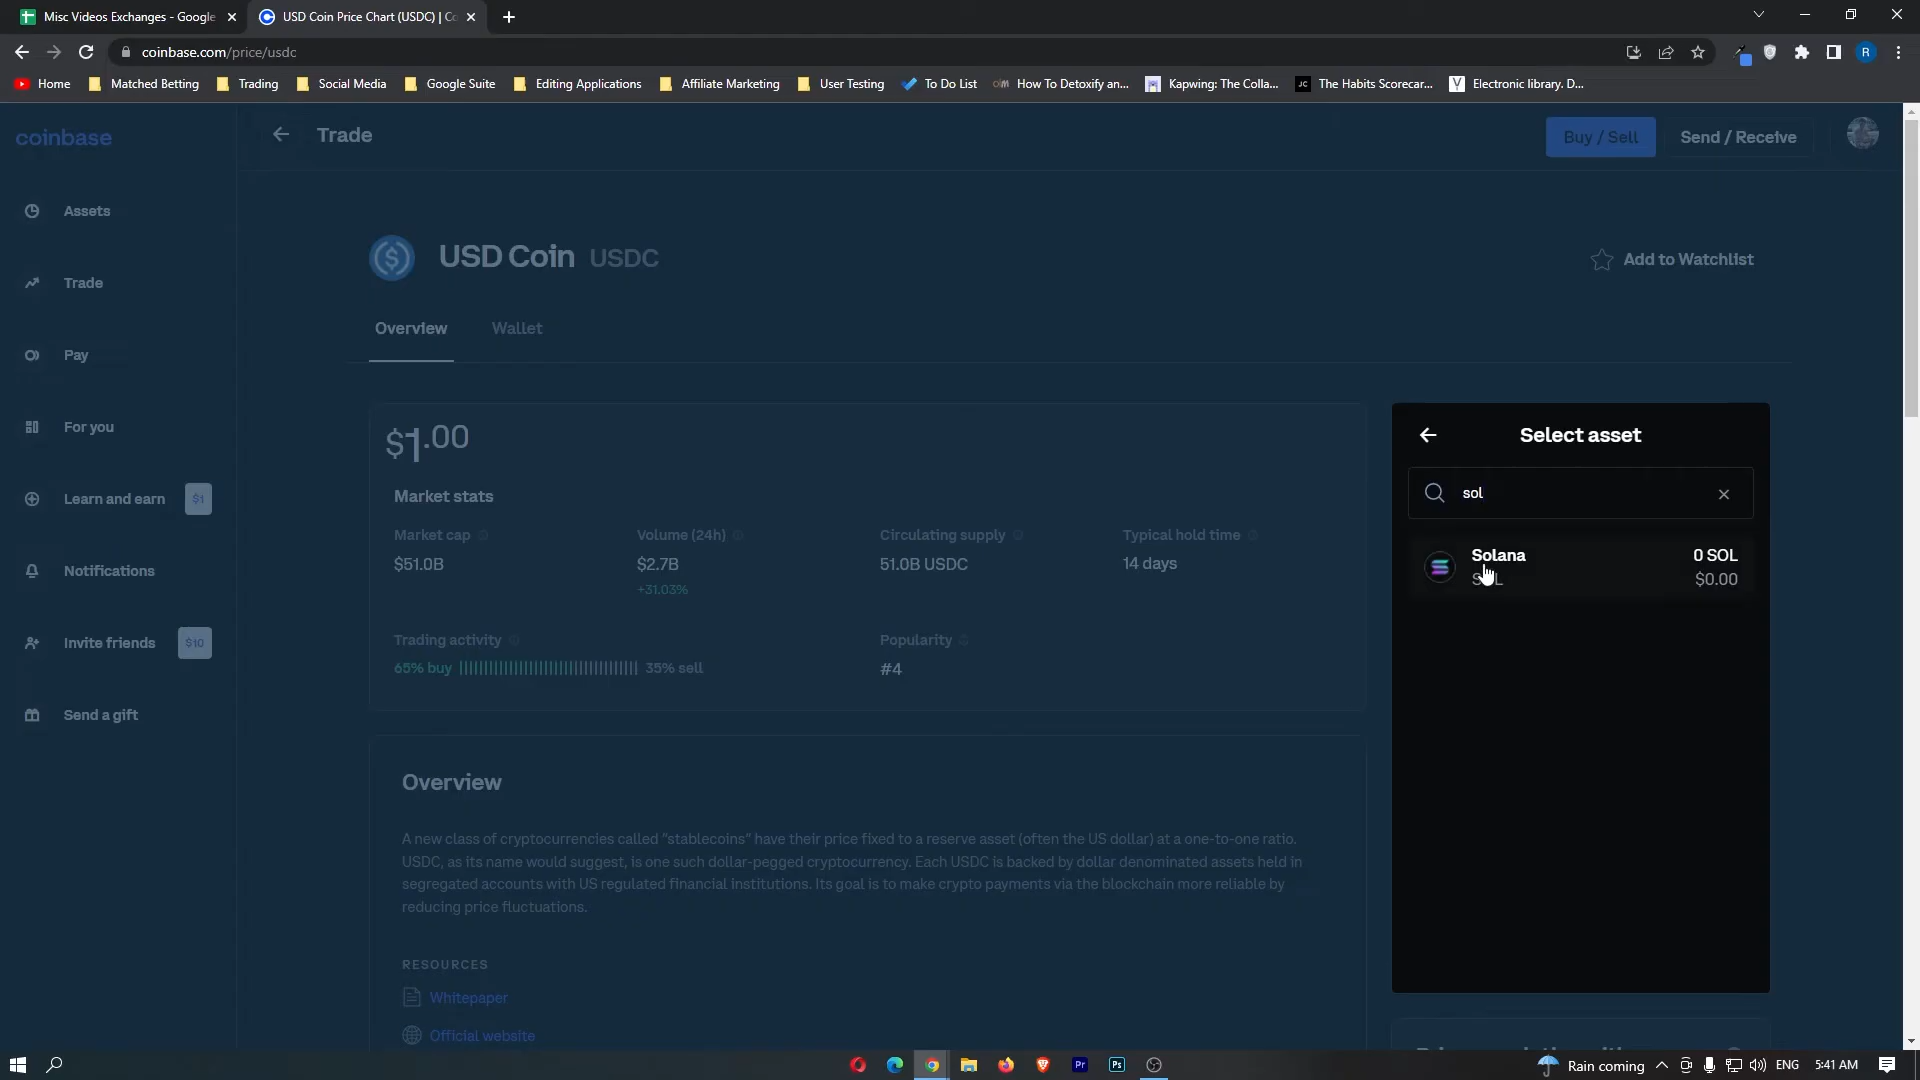 Misc Videos Exchanges - Google
USD Coin Price Chart (USDC) | Co
coinbase.com/price/usdc
R
Home
Matched Betting
Trading
Social Media
Google Suite
Editing Applications
Affiliate Marketing
User Testing
To Do List
How To Detoxify an...
Kapwing: The Colla...
JC The Habits Scorecar...
Electronic library. D...
coinbase
Trade
Buy / Sell
Send / Receive
Assets
Trade
Pay
For you
Learn and earn $1
Notifications
Invite friends $10
Send a gift
USD Coin USDC
Add to Watchlist
Overview
Wallet
$1.00
Market stats
Market cap
$51.0B
Volume (24h)
$2.7B
+31.03%
Circulating supply
51.0B USDC
Typical hold time
14 days
Trading activity
65% buy
35% sell
Popularity
#4
Overview
A new class of cryptocurrencies called “stablecoins” have their price fixed to a reserve asset (often the US dollar) at a one-to-one ratio.
USDC, as its name would suggest, is one such dollar-pegged cryptocurrency. Each USDC is backed by dollar denominated assets held in
segregated accounts with US regulated financial institutions. Its goal is to make crypto payments via the blockchain more reliable by
reducing price fluctuations.
RESOURCES
Whitepaper
Official website
Select asset
sol
Solana
SOL
0 SOL
$0.00
Pr
Ps
Rain coming
ENG
5:41 AM